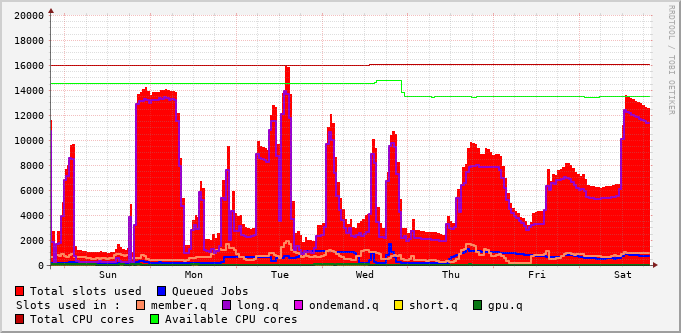 20000
18000
16000
14000
12000
10000
8000
6000
4000
2000
0
Sun Mon Tue Wed Thu Fri Sat
RRDTOOL / TOBI OETIKER
Total slots used Queued Jobs
Slots used in : member.q long.q ondemand.q short.q gpu.q
Total CPU cores Available CPU cores